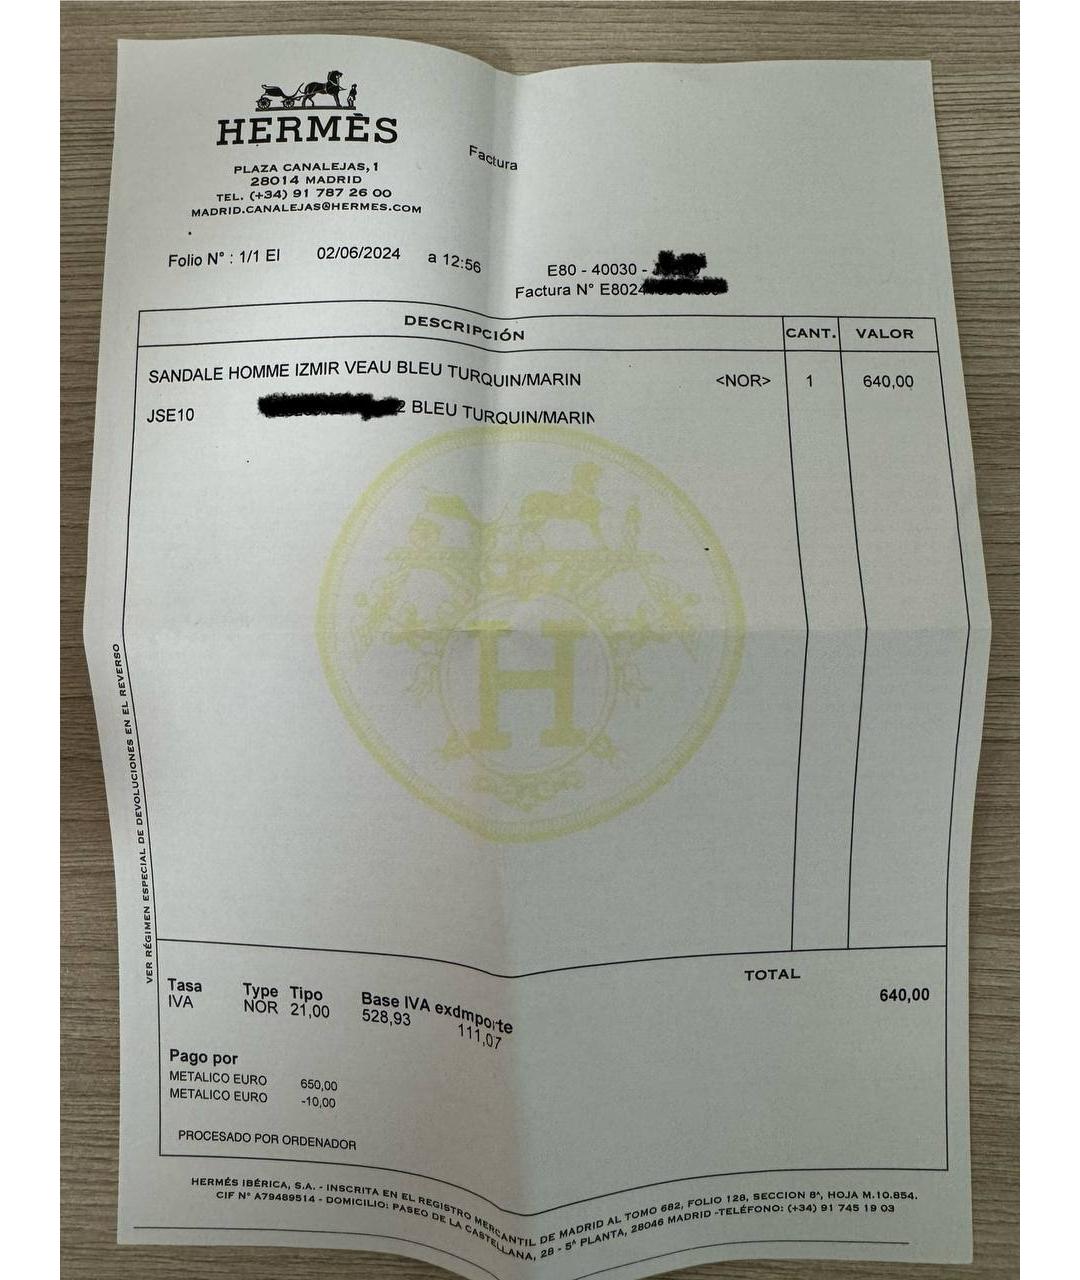 HERMÈS
PLAZA CANALEJAS, 1
28014 MADRID
TEL. (+34) 91 787 26 00
MADRID.CANALEJAS@HERMES.COM
Factura
Folio N° : 1/1 El 02/06/2024 a 12:56
E80 - 40030 -
Factura N° E802
DESCRIPCIÓN CANT. VALOR
SANDALE HOMME IZMIR VEAU BLEU TURQUIN/MARIN <NOR> 1 640,00
JSE10 2 BLEU TURQUIN/MARIN
H
VER RÉGIMEN ESPECIAL DE DEVOLUCIONES EN EL REVERSO
TOTAL
640,00
Tasa Type Tipo Base IVA exdmporte
IVA NOR 21,00 528,93 111,07
Pago por
METALICO EURO 650,00
METALICO EURO -10,00
PROCESADO POR ORDENADOR
HERMÉS IBÉRICA, S.A. - INSCRITA EN EL REGISTRO MERCANTIL DE MADRID AL TOMO 682, FOLIO 128, SECCION 8ª, HOJA M.10.854.
CIF N° A79489514 - DOMICILIO: PASEO DE LA CASTELLANA, 28 - 5ª PLANTA, 28046 MADRID -TELÉFONO: (+34) 91 745 19 03